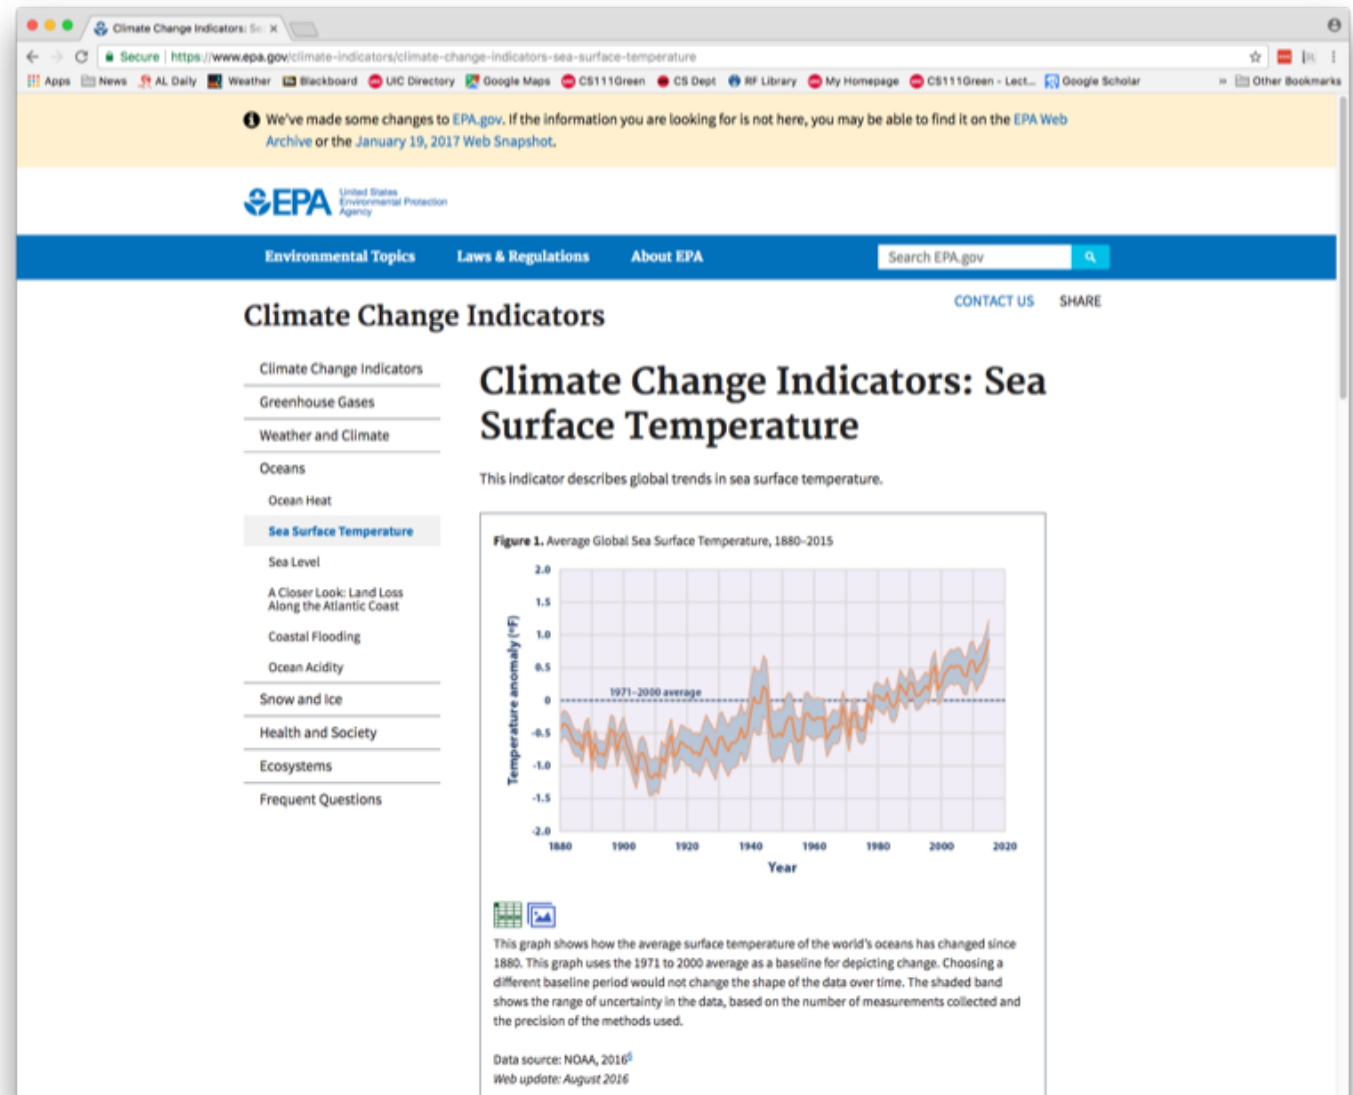 Climate Change Indicators: Se
Secure | https://www.epa.gov/climate-indicators/climate-change-indicators-sea-surface-temperature
Apps News AL Daily Weather Blackboard UIC Directory Google Maps CS111Green CS Dept RF Library My Homepage CS111Green - Lect... Google Scholar » Other Bookmarks
We've made some changes to EPA.gov. If the information you are looking for is not here, you may be able to find it on the EPA Web
Archive or the January 19, 2017 Web Snapshot.
EPA United States
Environmental Protection
Agency
Environmental Topics Laws & Regulations About EPA Search EPA.gov
CONTACT US SHARE
Climate Change Indicators
Climate Change Indicators
Greenhouse Gases
Weather and Climate
Oceans
Ocean Heat
Sea Surface Temperature
Sea Level
A Closer Look: Land Loss
Along the Atlantic Coast
Coastal Flooding
Ocean Acidity
Snow and Ice
Health and Society
Ecosystems
Frequent Questions
Climate Change Indicators: Sea
Surface Temperature
This indicator describes global trends in sea surface temperature.
Figure 1. Average Global Sea Surface Temperature, 1880–2015
Temperature anomaly (°F)
2.0
1.5
1.0
0.5
0
-0.5
-1.0
-1.5
-2.0
1971–2000 average
1880 1900 1920 1940 1960 1980 2000 2020
Year
This graph shows how the average surface temperature of the world's oceans has changed since
1880. This graph uses the 1971 to 2000 average as a baseline for depicting change. Choosing a
different baseline period would not change the shape of the data over time. The shaded band
shows the range of uncertainty in the data, based on the number of measurements collected and
the precision of the methods used.
Data source: NOAA, 2016
Web update: August 2016